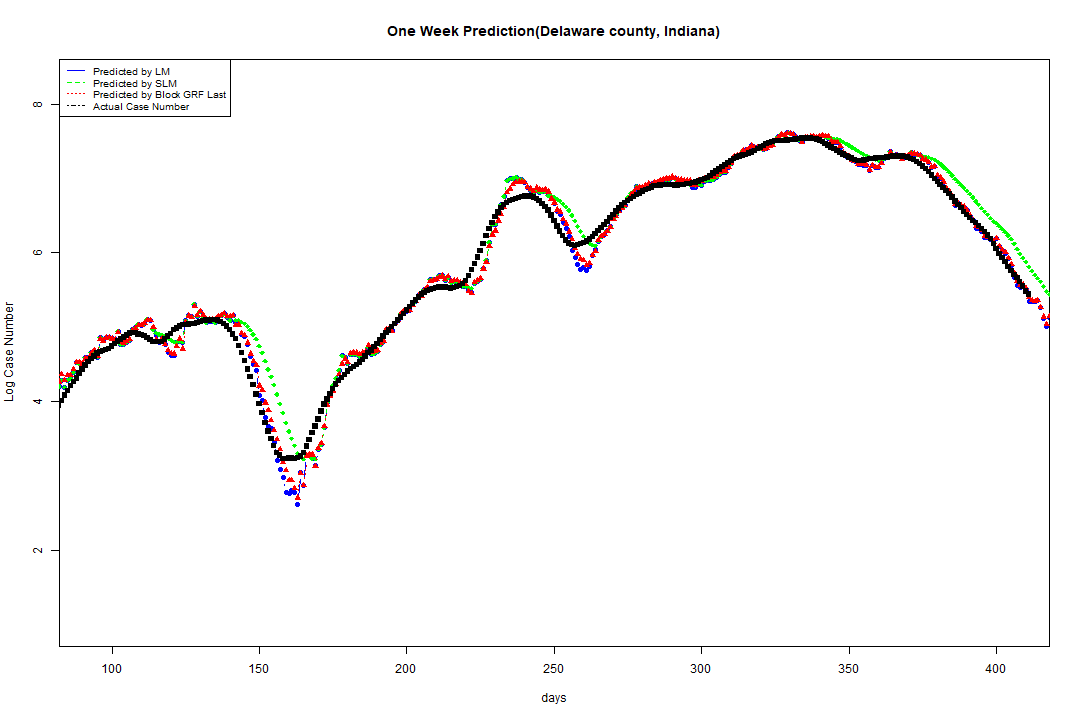 One Week Prediction(Delaware county, Indiana)
Predicted by LM
Predicted by SLM
Predicted by Block GRF Last
Actual Case Number
8
6
4
2
Log Case Number
100 150 200 250 300 350 400
days